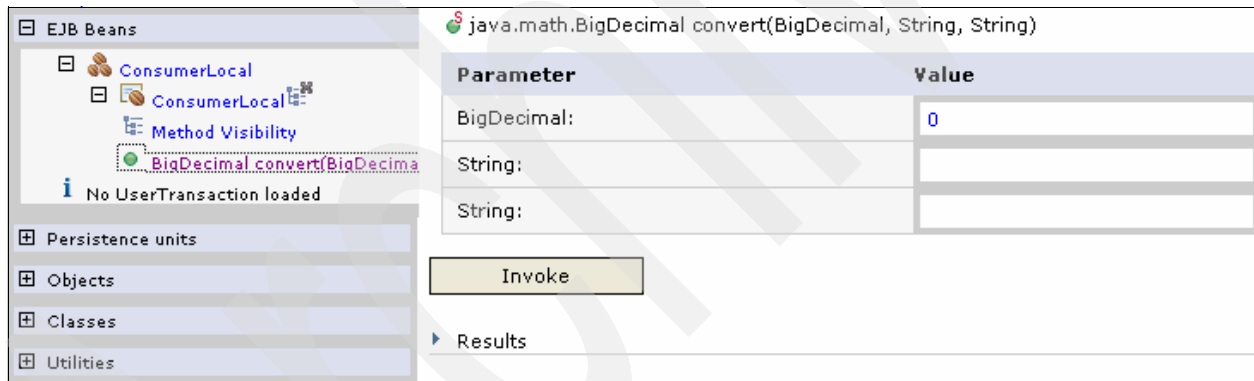 EJB Beans
ConsumerLocal
ConsumerLocal
Method Visibility
BigDecimal convert(BigDecima
No UserTransaction loaded
Persistence units
Objects
Classes
Utilities
java.math.BigDecimal convert(BigDecimal, String, String)
Parameter Value
BigDecimal: 0
String:
String:
Invoke
Results